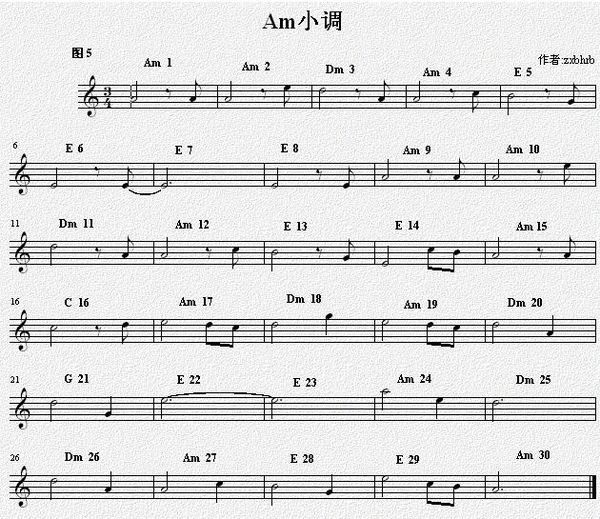 Am小调
图 5
作者:zxbhrb
Am 1 Am 2 Dm 3 Am 4 E 5
3
4
6 E 6 E 7 E 8 Am 9 Am 10
11 Dm 11 Am 12 E 13 E 14 Am 15
16 C 16 Am 17 Dm 18 Am 19 Dm 20
21 G 21 E 22 E 23 Am 24 Dm 25
26 Dm 26 Am 27 E 28 E 29 Am 30